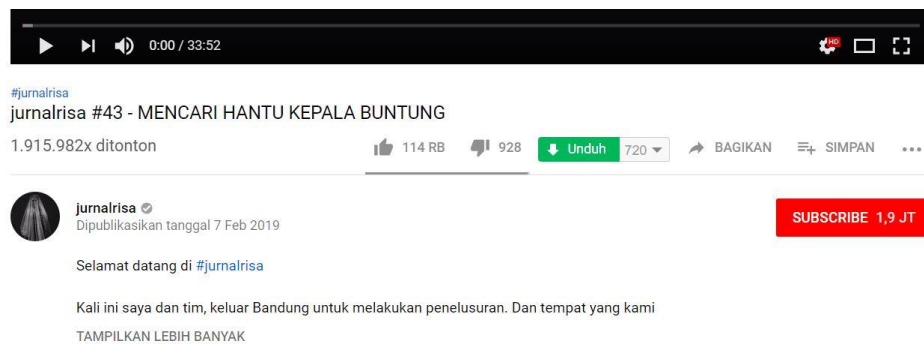 0:00 / 33:52 HD
#jurnalrisa
jurnalrisa #43 - MENCARI HANTU KEPALA BUNTUNG
1.915.982x ditonton 114 RB 928 Unduh 720 BAGIKAN SIMPAN
jurnalrisa
Dipublikasikan tanggal 7 Feb 2019
SUBSCRIBE 1,9 JT
Selamat datang di #jurnalrisa
Kali ini saya dan tim, keluar Bandung untuk melakukan penelusuran. Dan tempat yang kami
TAMPILKAN LEBIH BANYAK